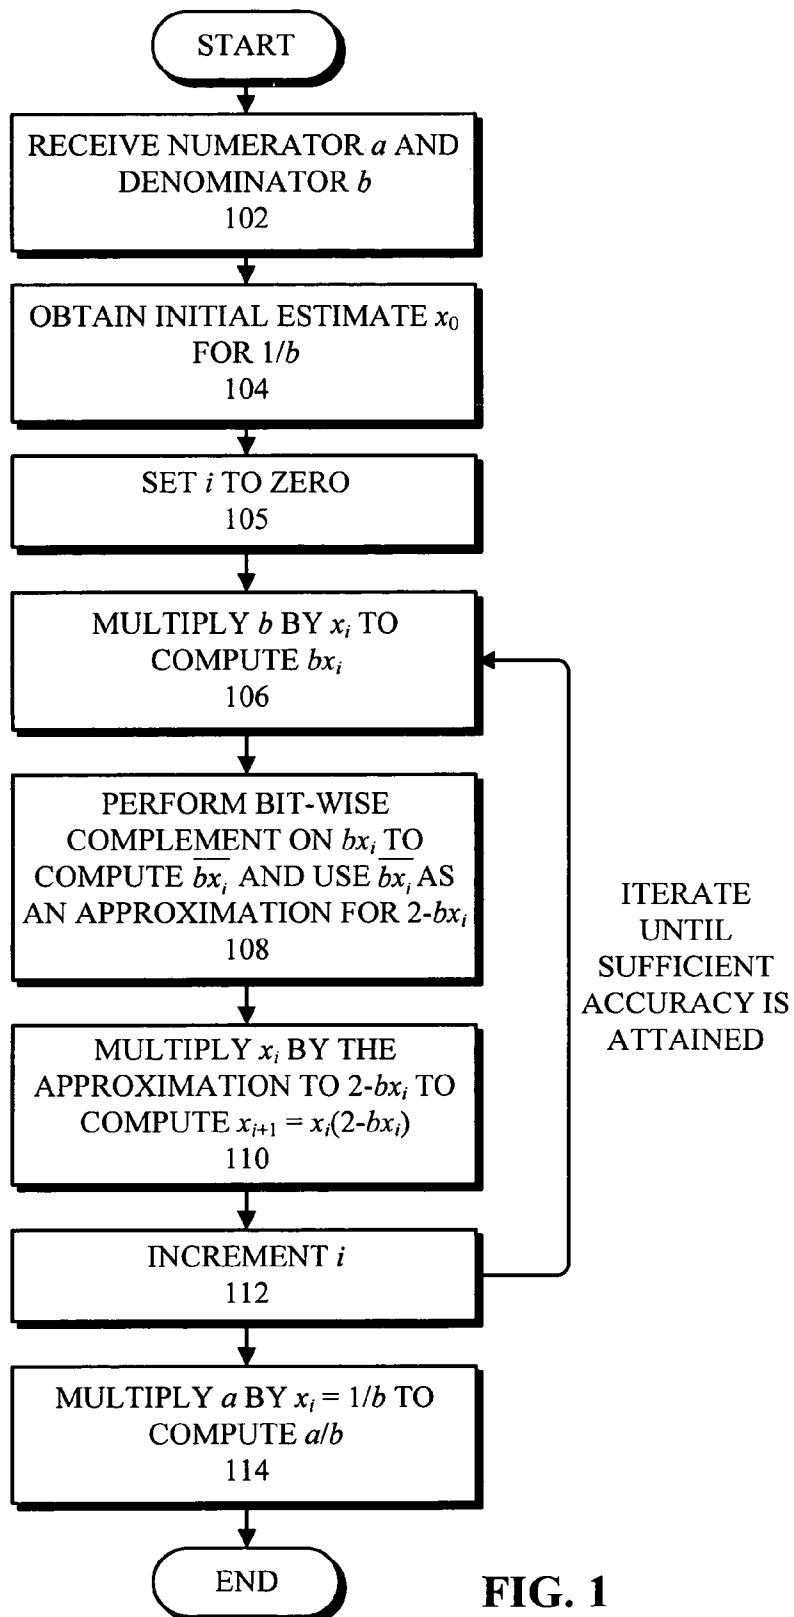 START
RECEIVE NUMERATOR a AND
DENOMINATOR b
102
OBTAIN INITIAL ESTIMATE x₀
FOR 1/b
104
SET i TO ZERO
105
MULTIPLY b BY xᵢ TO
COMPUTE bxᵢ
106
PERFORM BIT-WISE
COMPLEMENT ON bxᵢ TO
COMPUTE b̅x̅ᵢ̅ AND USE b̅x̅ᵢ̅ AS
AN APPROXIMATION FOR 2-bxᵢ
108
MULTIPLY xᵢ BY THE
APPROXIMATION TO 2-bxᵢ TO
COMPUTE xᵢ₊₁ = xᵢ(2-bxᵢ)
110
INCREMENT i
112
ITERATE
UNTIL
SUFFICIENT
ACCURACY IS
ATTAINED
MULTIPLY a BY xᵢ = 1/b TO
COMPUTE a/b
114
END
FIG. 1